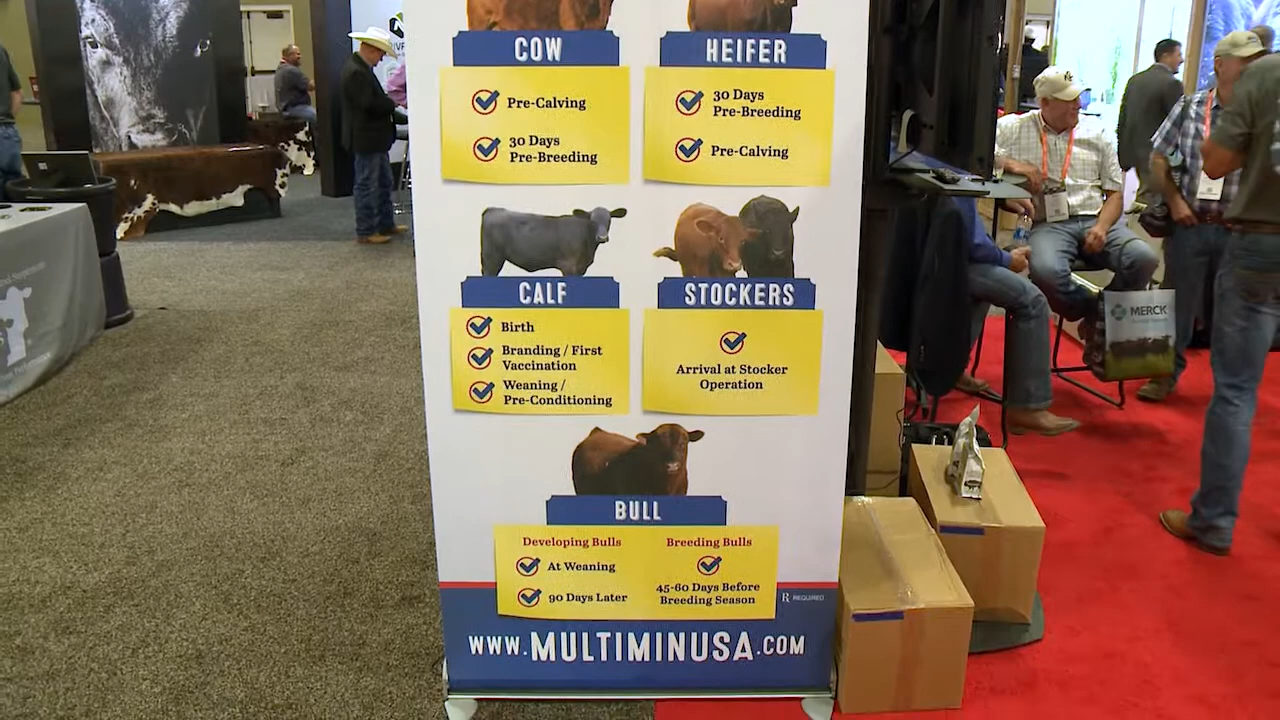 COW
Pre-Calving
30 Days
Pre-Breeding
HEIFER
30 Days
Pre-Breeding
Pre-Calving
CALF
Birth
Branding / First
Vaccination
Weaning /
Pre-Conditioning
STOCKERS
Arrival at Stocker
Operation
BULL
Developing Bulls
At Weaning
90 Days Later
Breeding Bulls
45-60 Days Before
Breeding Season
R REQUIRED
WWW.MULTIMINUSA.COM
MERCK